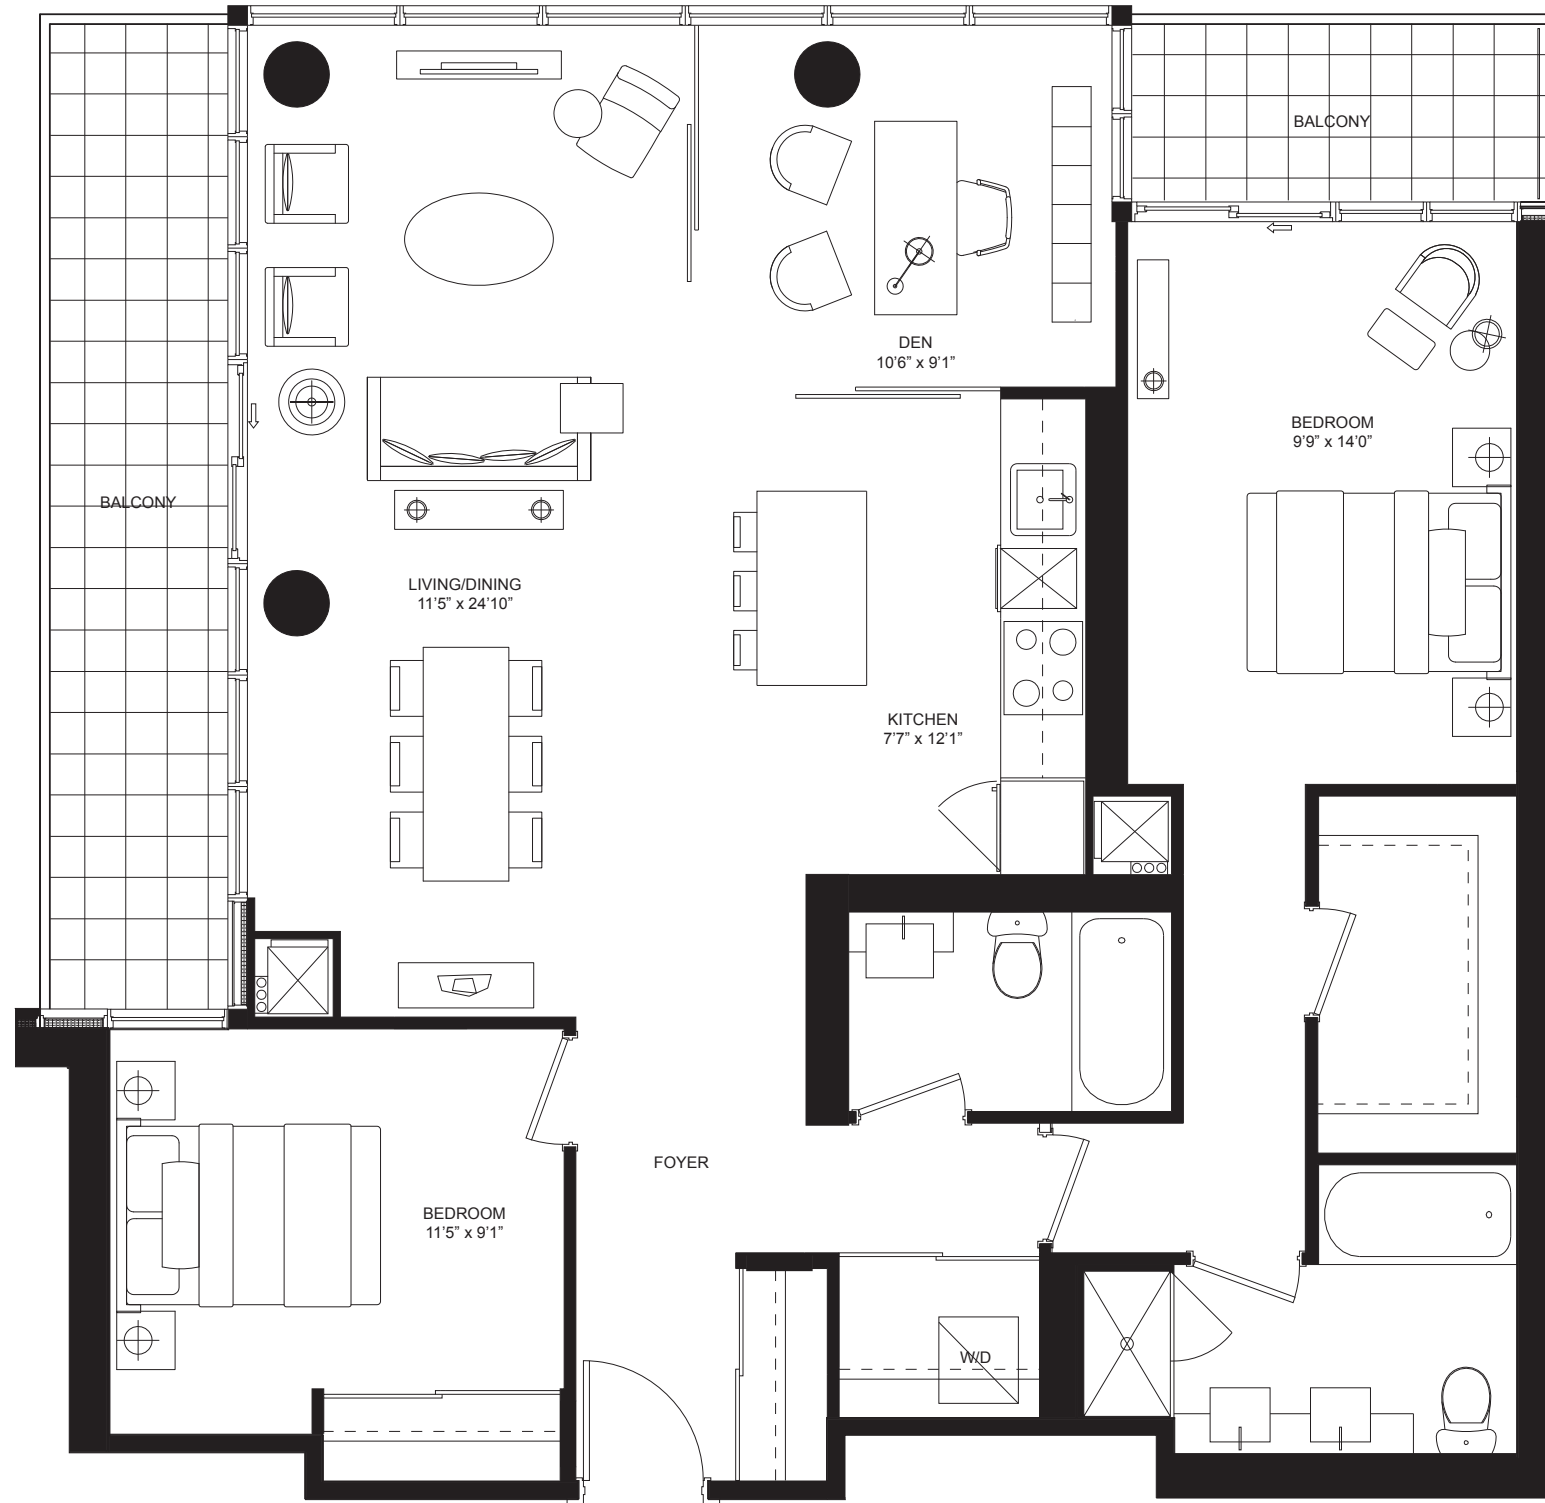 BALCONY
DEN
10'6" x 9'1"
BEDROOM
9'9" x 14'0"
BALCONY
LIVING/DINING
11'5" x 24'10"
KITCHEN
7'7" x 12'1"
FOYER
BEDROOM
11'5" x 9'1"
W/D